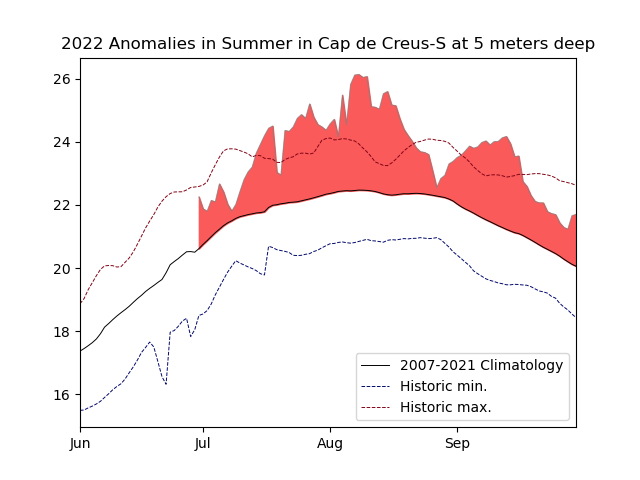 2022 Anomalies in Summer in Cap de Creus-S at 5 meters deep
26
24
22
20
18
16
Jun Jul Aug Sep
2007-2021 Climatology
Historic min.
Historic max.